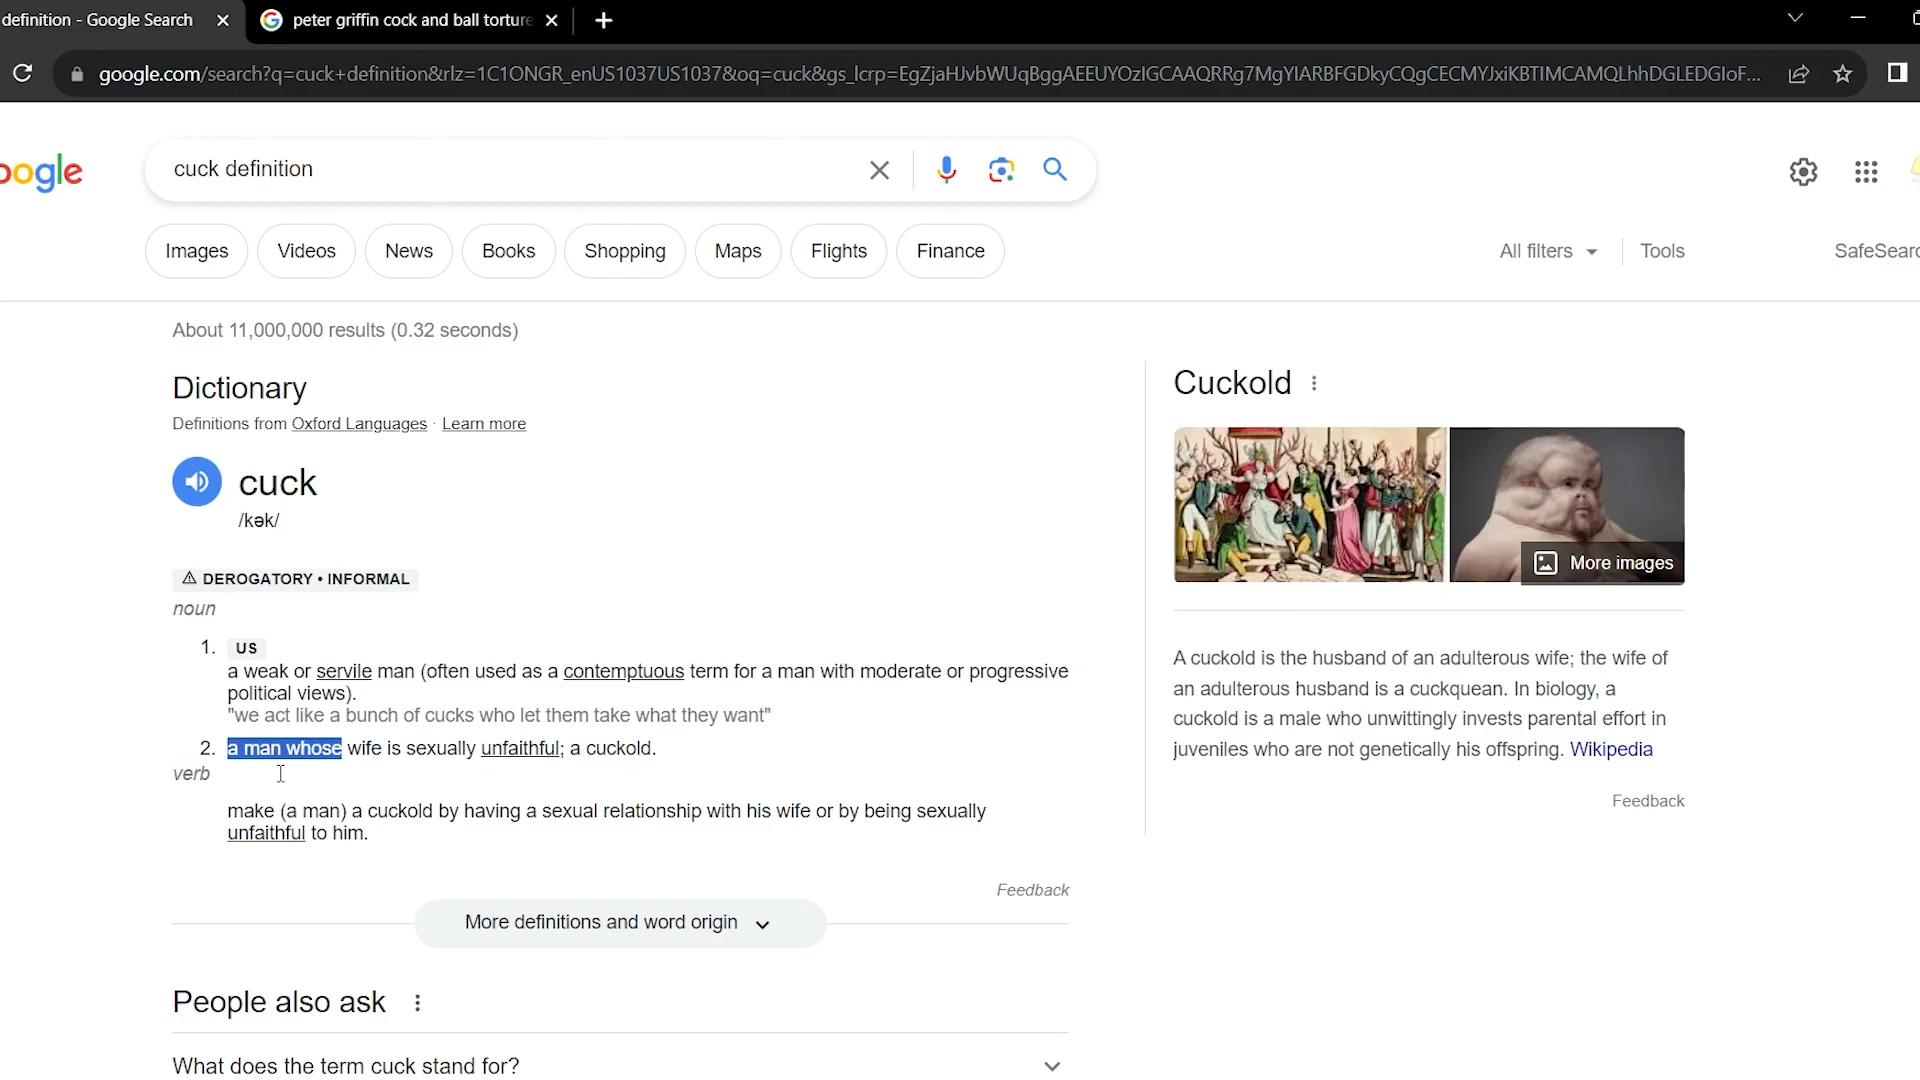 definition - Google Search
peter griffin cock and ball torture
google.com/search?q=cuck+definition&rlz=1C1ONGR_enUS1037US1037&oq=cuck&gs_lcrp=EgZjaHJvbWUqBggAEEUYOzIGCAAQRRg7MgYIARBFGDkyCQgCECMYJxiKBTIMCAMQLhhDGLEDGIoF...
oogle
cuck definition
Images
Videos
News
Books
Shopping
Maps
Flights
Finance
All filters
Tools
SafeSearc
About 11,000,000 results (0.32 seconds)
Dictionary
Definitions from Oxford Languages · Learn more
cuck
/kək/
DEROGATORY • INFORMAL
noun
1. US
a weak or servile man (often used as a contemptuous term for a man with moderate or progressive
political views).
"we act like a bunch of cucks who let them take what they want"
2. a man whose wife is sexually unfaithful; a cuckold.
verb
make (a man) a cuckold by having a sexual relationship with his wife or by being sexually
unfaithful to him.
Feedback
More definitions and word origin
People also ask
What does the term cuck stand for?
Cuckold
More images
A cuckold is the husband of an adulterous wife; the wife of
an adulterous husband is a cuckquean. In biology, a
cuckold is a male who unwittingly invests parental effort in
juveniles who are not genetically his offspring. Wikipedia
Feedback